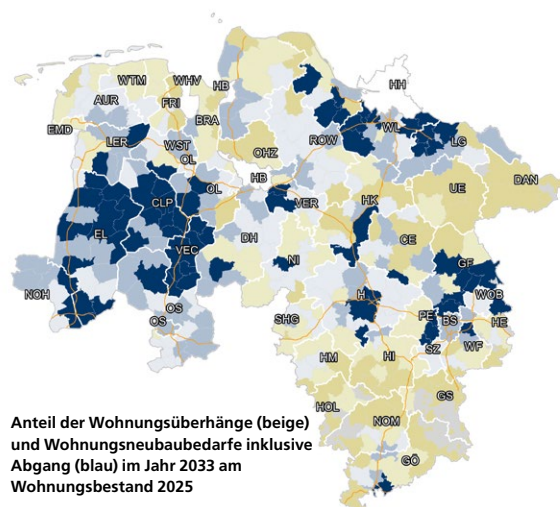 HH
WTM
WHV
HB
AUR
FRI
BRA
EMD
LER
WST
OL
ROW
WL
LG
OHZ
HB
OL
DAN
UE
CLP
VER
HK
EL
VEC
DH
CE
NI
GF
NOH
H
WOB
OS
SHG
PE
BS
HE
OS
SZ
WF
HM
HI
HOL
GS
NOM
GÖ
Anteil der Wohnungsüberhänge (beige)
und Wohnungsneubaubedarfe inklusive
Abgang (blau) im Jahr 2033 am
Wohnungsbestand 2025